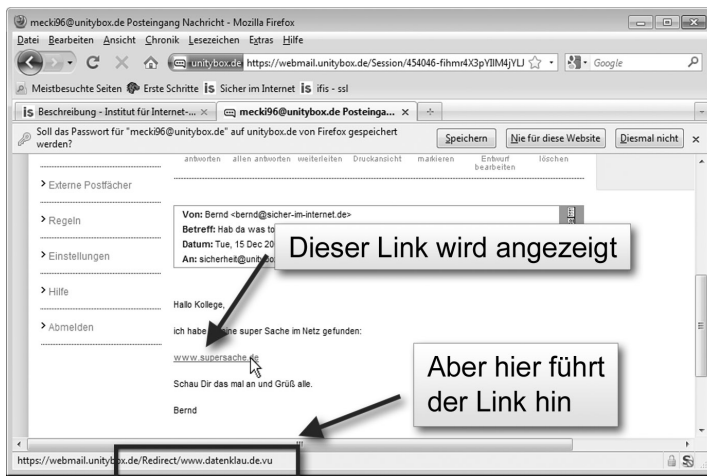 mecki96@unitybox.de Posteingang Nachricht - Mozilla Firefox
Datei Bearbeiten Ansicht Chronik Lesezeichen Extras Hilfe
unitybox.de https://webmail.unitybox.de/Session/454046-fihmr4X3pYIlM4jYLJ Google
Meistbesuchte Seiten Erste Schritte is Sicher im Internet is ifis - ssl
is Beschreibung - Institut für Internet-... mecki96@unitybox.de Posteinga...
Soll das Passwort für "mecki96@unitybox.de" auf unitybox.de von Firefox gespeichert
werden?
Speichern Nie für diese Website Diesmal nicht
antworten allen antworten weiterleiten Druckansicht markieren Entwurf löschen
bearbeiten
Externe Postfächer
Regeln
Einstellungen
Hilfe
Abmelden
Von: Bernd <bernd@sicher-im-internet.de>
Betreff: Hab da was to
Datum: Tue, 15 Dec 20
An: sicherheit@unitybox
Dieser Link wird angezeigt
Hallo Kollege,
ich habe eine super Sache im Netz gefunden:
www.supersache.de
Schau Dir das mal an und Grüß alle.
Bernd
Aber hier führt
der Link hin
https://webmail.unitybox.de/Redirect/www.datenklau.de.vu